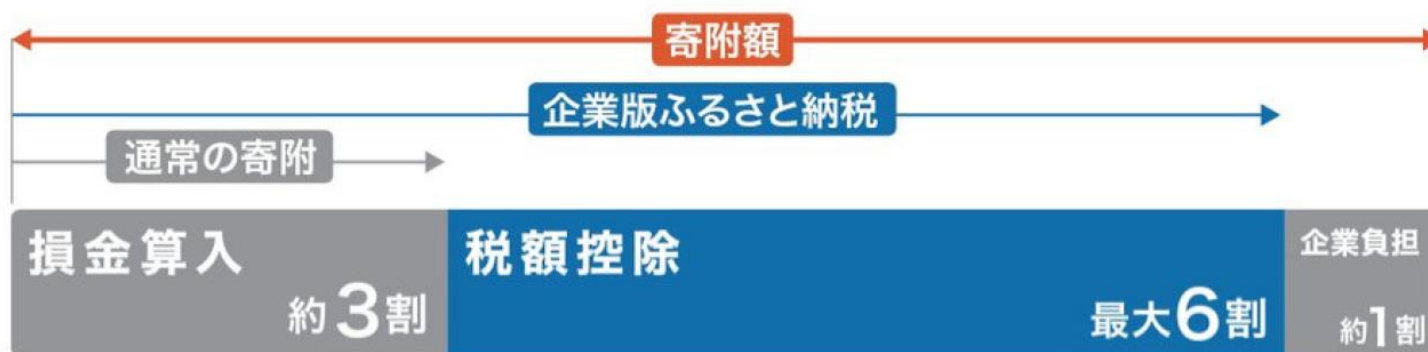 寄附額
企業版ふるさと納税
通常の寄附
損金算入
約3割
税額控除
最大6割
企業負担
約1割